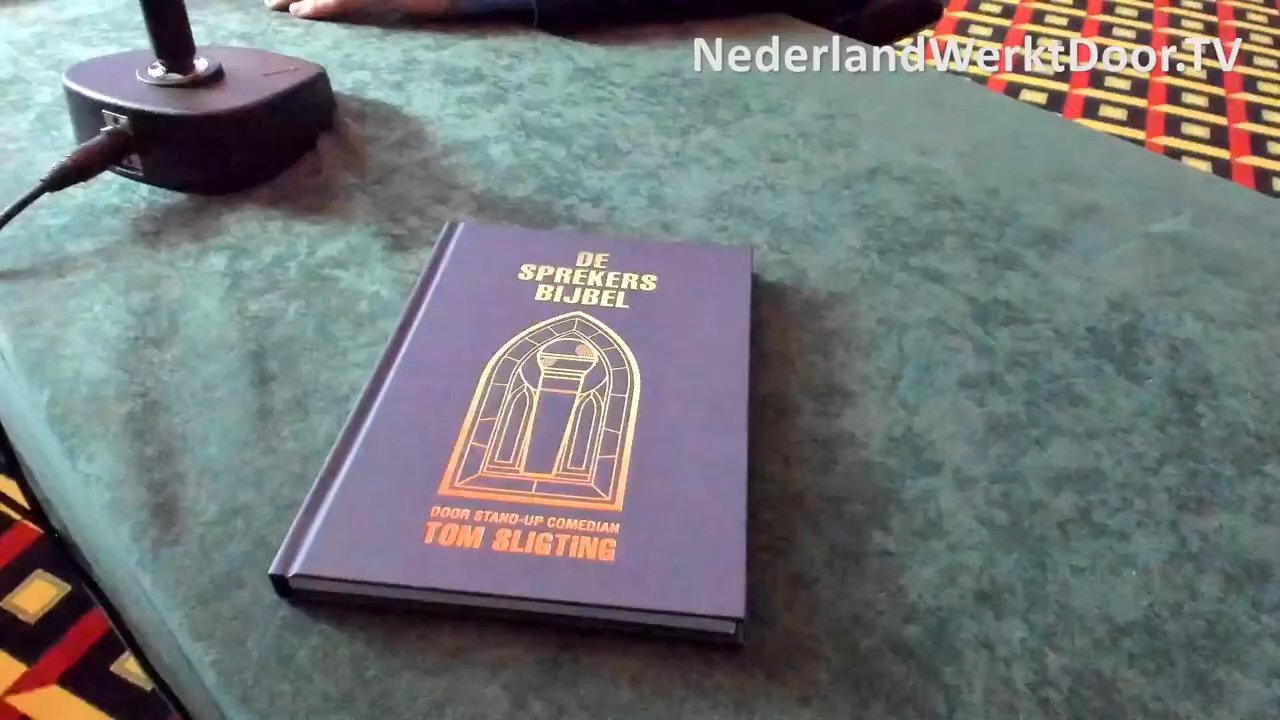 NederlandWerktDoor.TV
DE
SPREKERS
BIJBEL
DOOR STAND-UP COMEDIAN
TOM SLIGTING